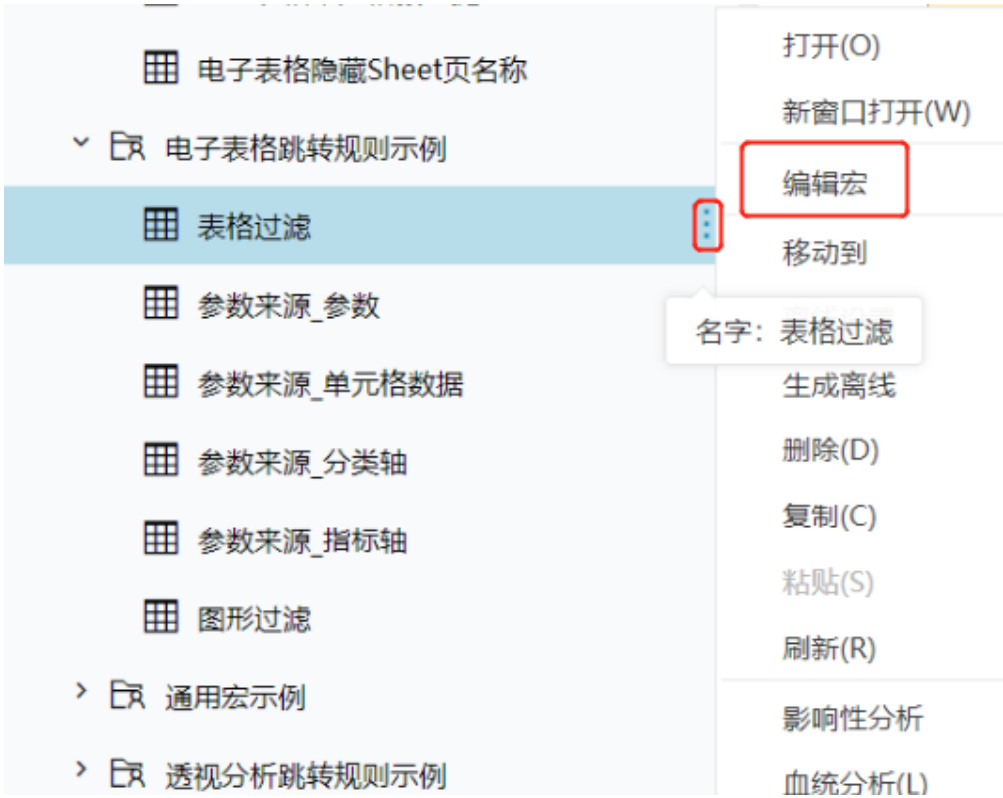 电子表格隐藏Sheet页名称
电子表格跳转规则示例
表格过滤
参数来源_参数
参数来源_单元格数据
参数来源_分类轴
参数来源_指标轴
图形过滤
通用宏示例
透视分析跳转规则示例
打开(O)
新窗口打开(W)
编辑宏
移动到
名字：表格过滤
生成离线
删除(D)
复制(C)
粘贴(S)
刷新(R)
影响性分析
血统分析(L)